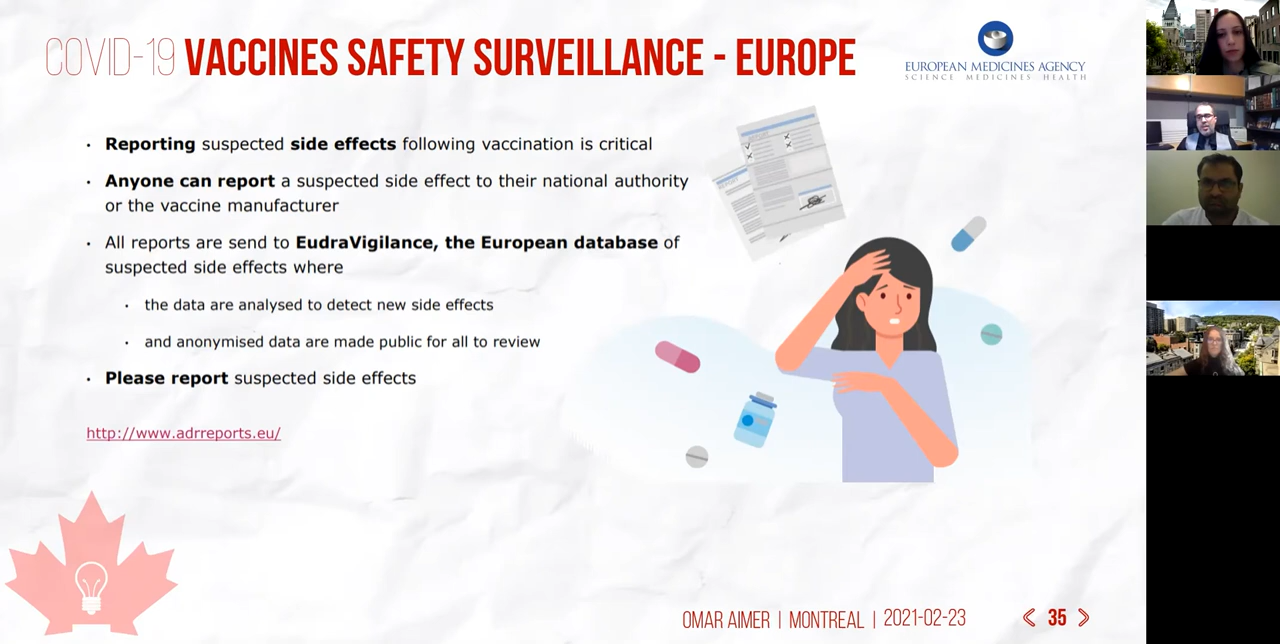 COVID-19 VACCINES SAFETY SURVEILLANCE - EUROPE
EUROPEAN MEDICINES AGENCY
SCIENCE MEDICINES HEALTH
· Reporting suspected side effects following vaccination is critical
· Anyone can report a suspected side effect to their national authority
or the vaccine manufacturer
· All reports are send to EudraVigilance, the European database of
suspected side effects where
· the data are analysed to detect new side effects
· and anonymised data are made public for all to review
· Please report suspected side effects
http://www.adrreports.eu/
OMAR AIMER | MONTREAL | 2021-02-23
35